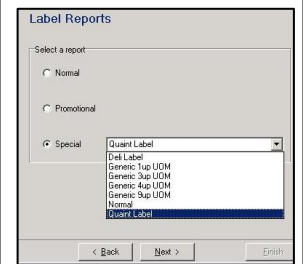 Label Reports
Select a report
Normal
Promotional
Special
Quaint Label
Deli Label
Generic 1up UOM
Generic 3up UOM
Generic 4up UOM
Generic 9up UOM
Normal
Quaint Label
< Back
Next >
Finish